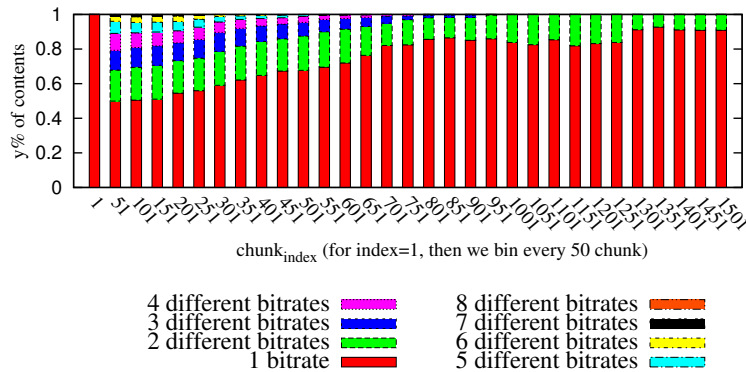 1
0.8
0.6
0.4
0.2
0
y% of contents
1 51 101 151 201 251 301 351 401 451 501 551 601 651 701 751 801 851 901 951 1001 1051 1101 1151 1201 1251 1301 1351 1401 1451 1501
chunk_index (for index=1, then we bin every 50 chunk)
4 different bitrates
3 different bitrates
2 different bitrates
1 bitrate
8 different bitrates
7 different bitrates
6 different bitrates
5 different bitrates